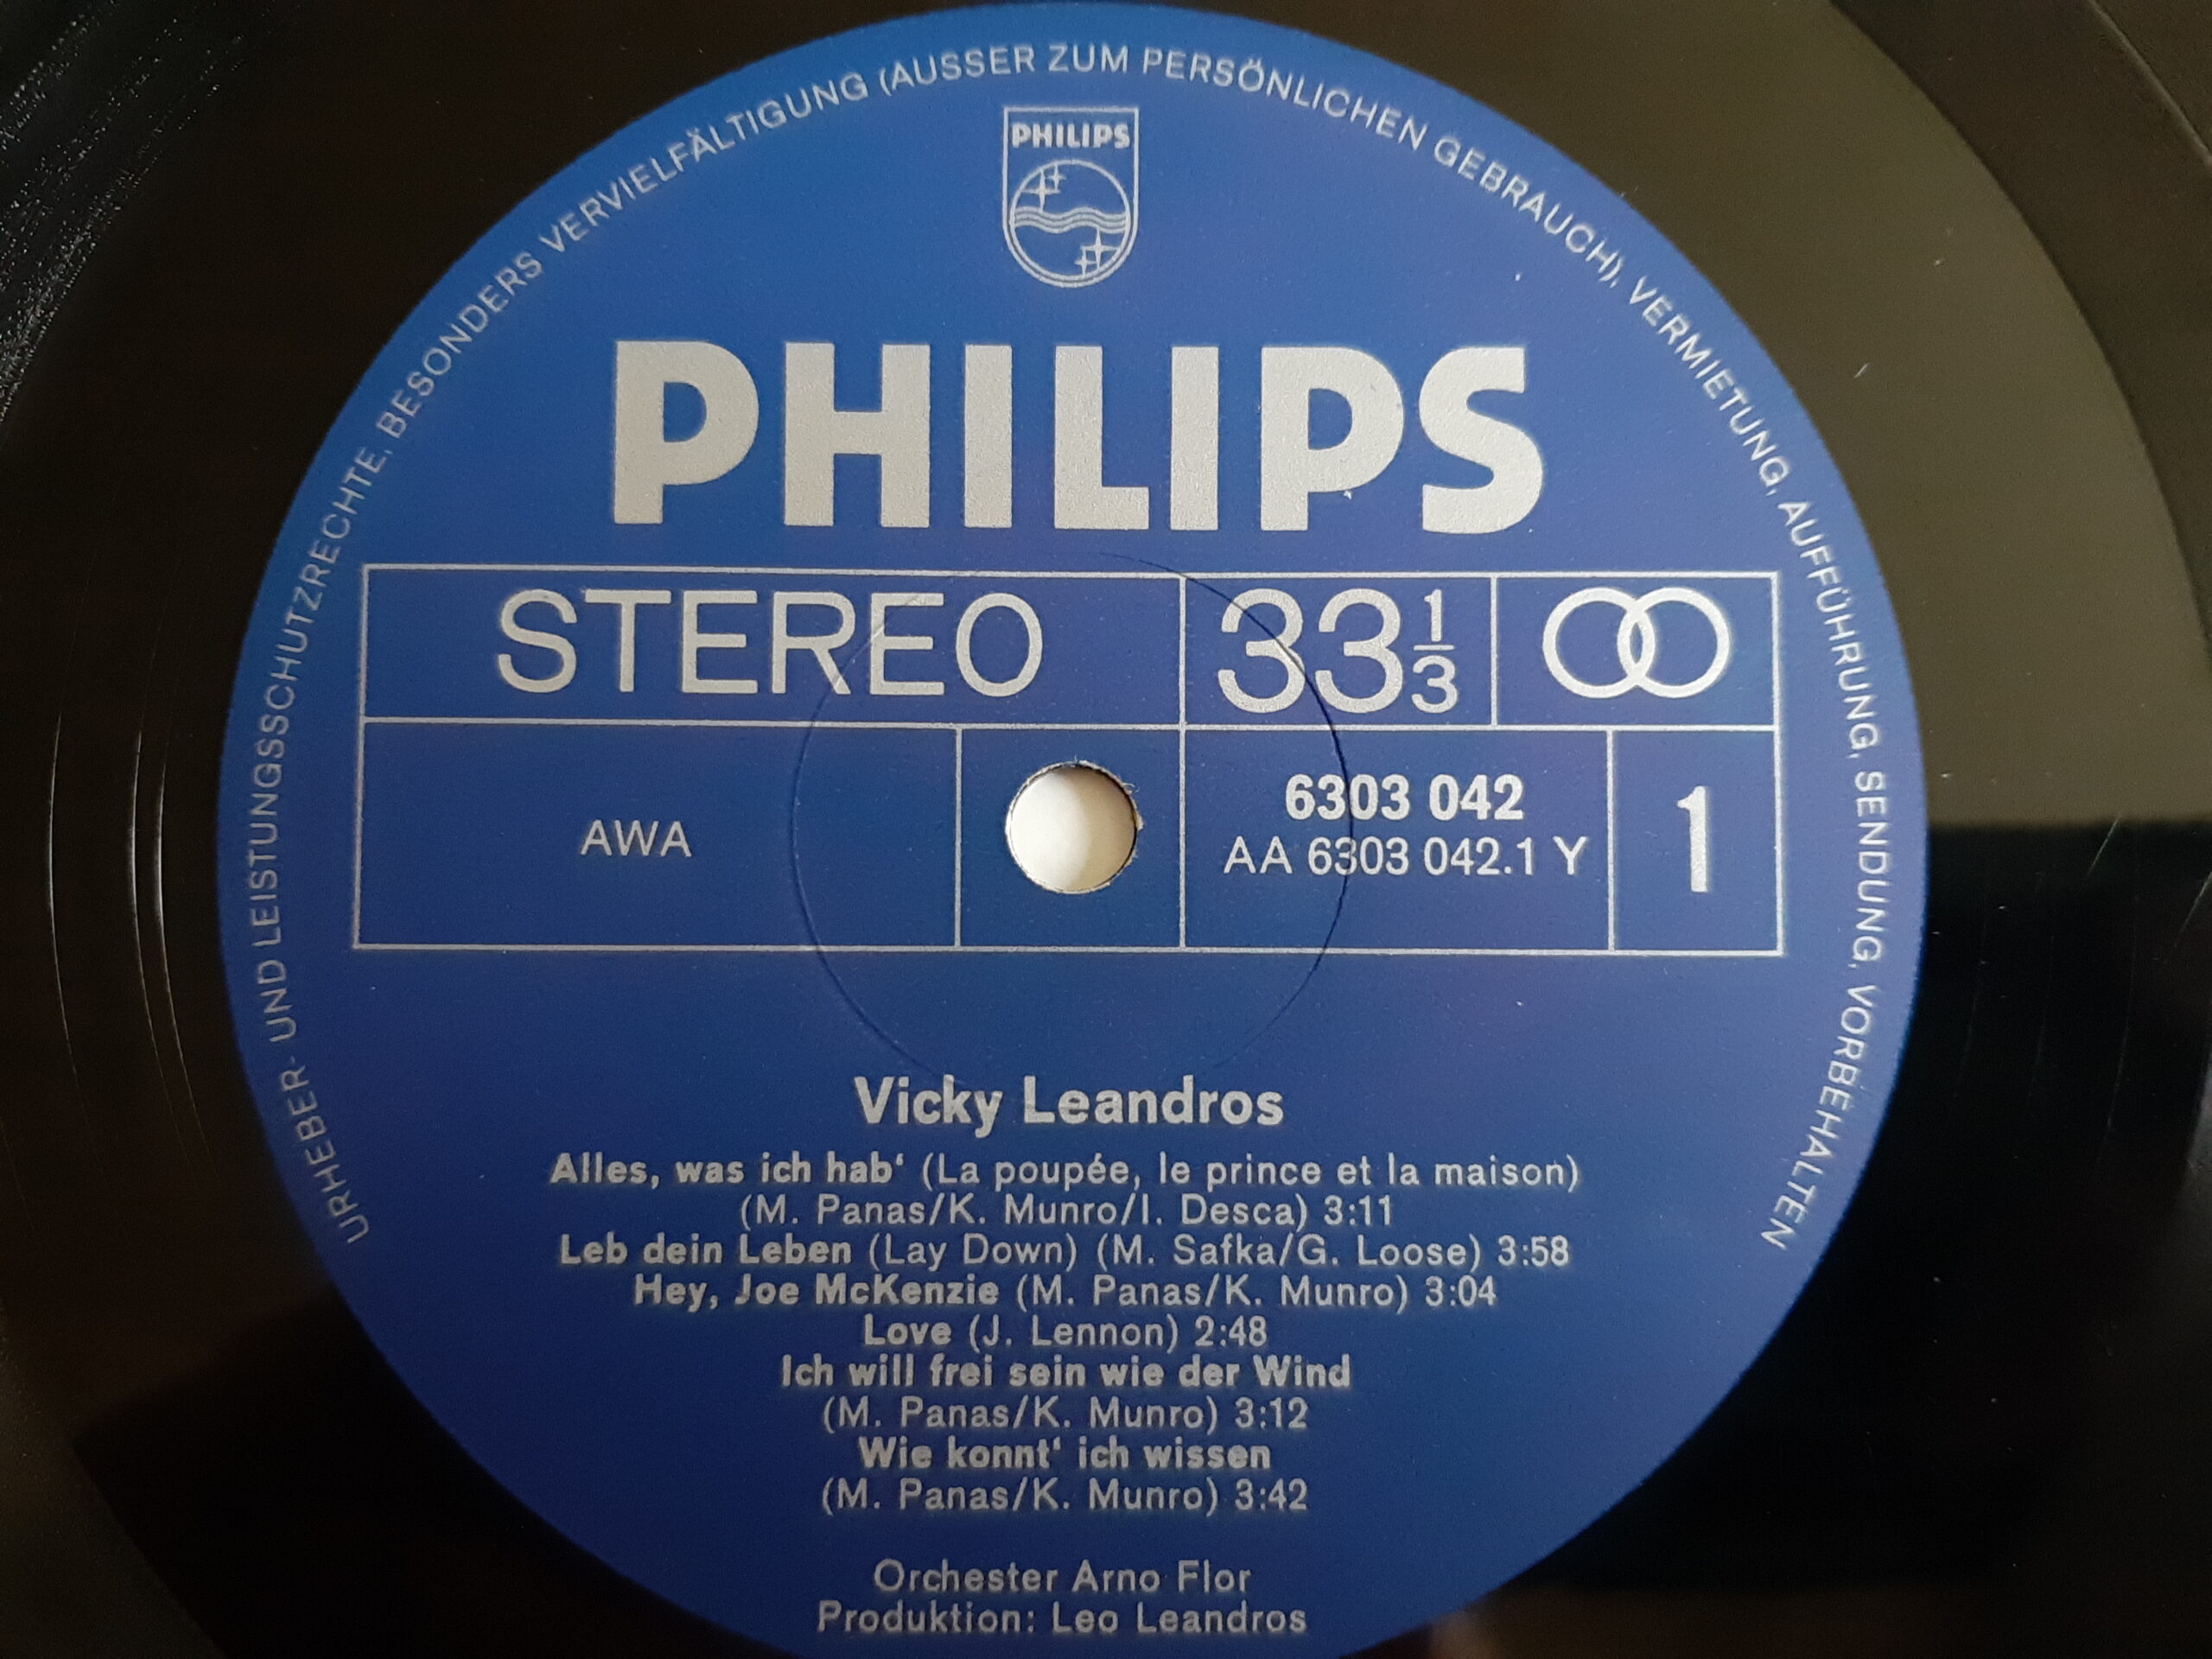 URHEBER- UND LEISTUNGSSCHUTZRECHTE, BESONDERS VERVIELFÄLTIGUNG (AUSSER ZUM PERSÖNLICHEN GEBRAUCH), VERMIETUNG, AUFFÜHRUNG, SENDUNG, VORBEHALTEN
PHILIPS
PHILIPS
STEREO 33 1/3
AWA
6303 042
AA 6303 042.1 Y
1
Vicky Leandros
Alles, was ich hab‘ (La poupée, le prince et la maison)
(M. Panas/K. Munro/I. Desca) 3:11
Leb dein Leben (Lay Down) (M. Safka/G. Loose) 3:58
Hey, Joe McKenzie (M. Panas/K. Munro) 3:04
Love (J. Lennon) 2:48
Ich will frei sein wie der Wind
(M. Panas/K. Munro) 3:12
Wie konnt‘ ich wissen
(M. Panas/K. Munro) 3:42
Orchester Arno Flor
Produktion: Leo Leandros